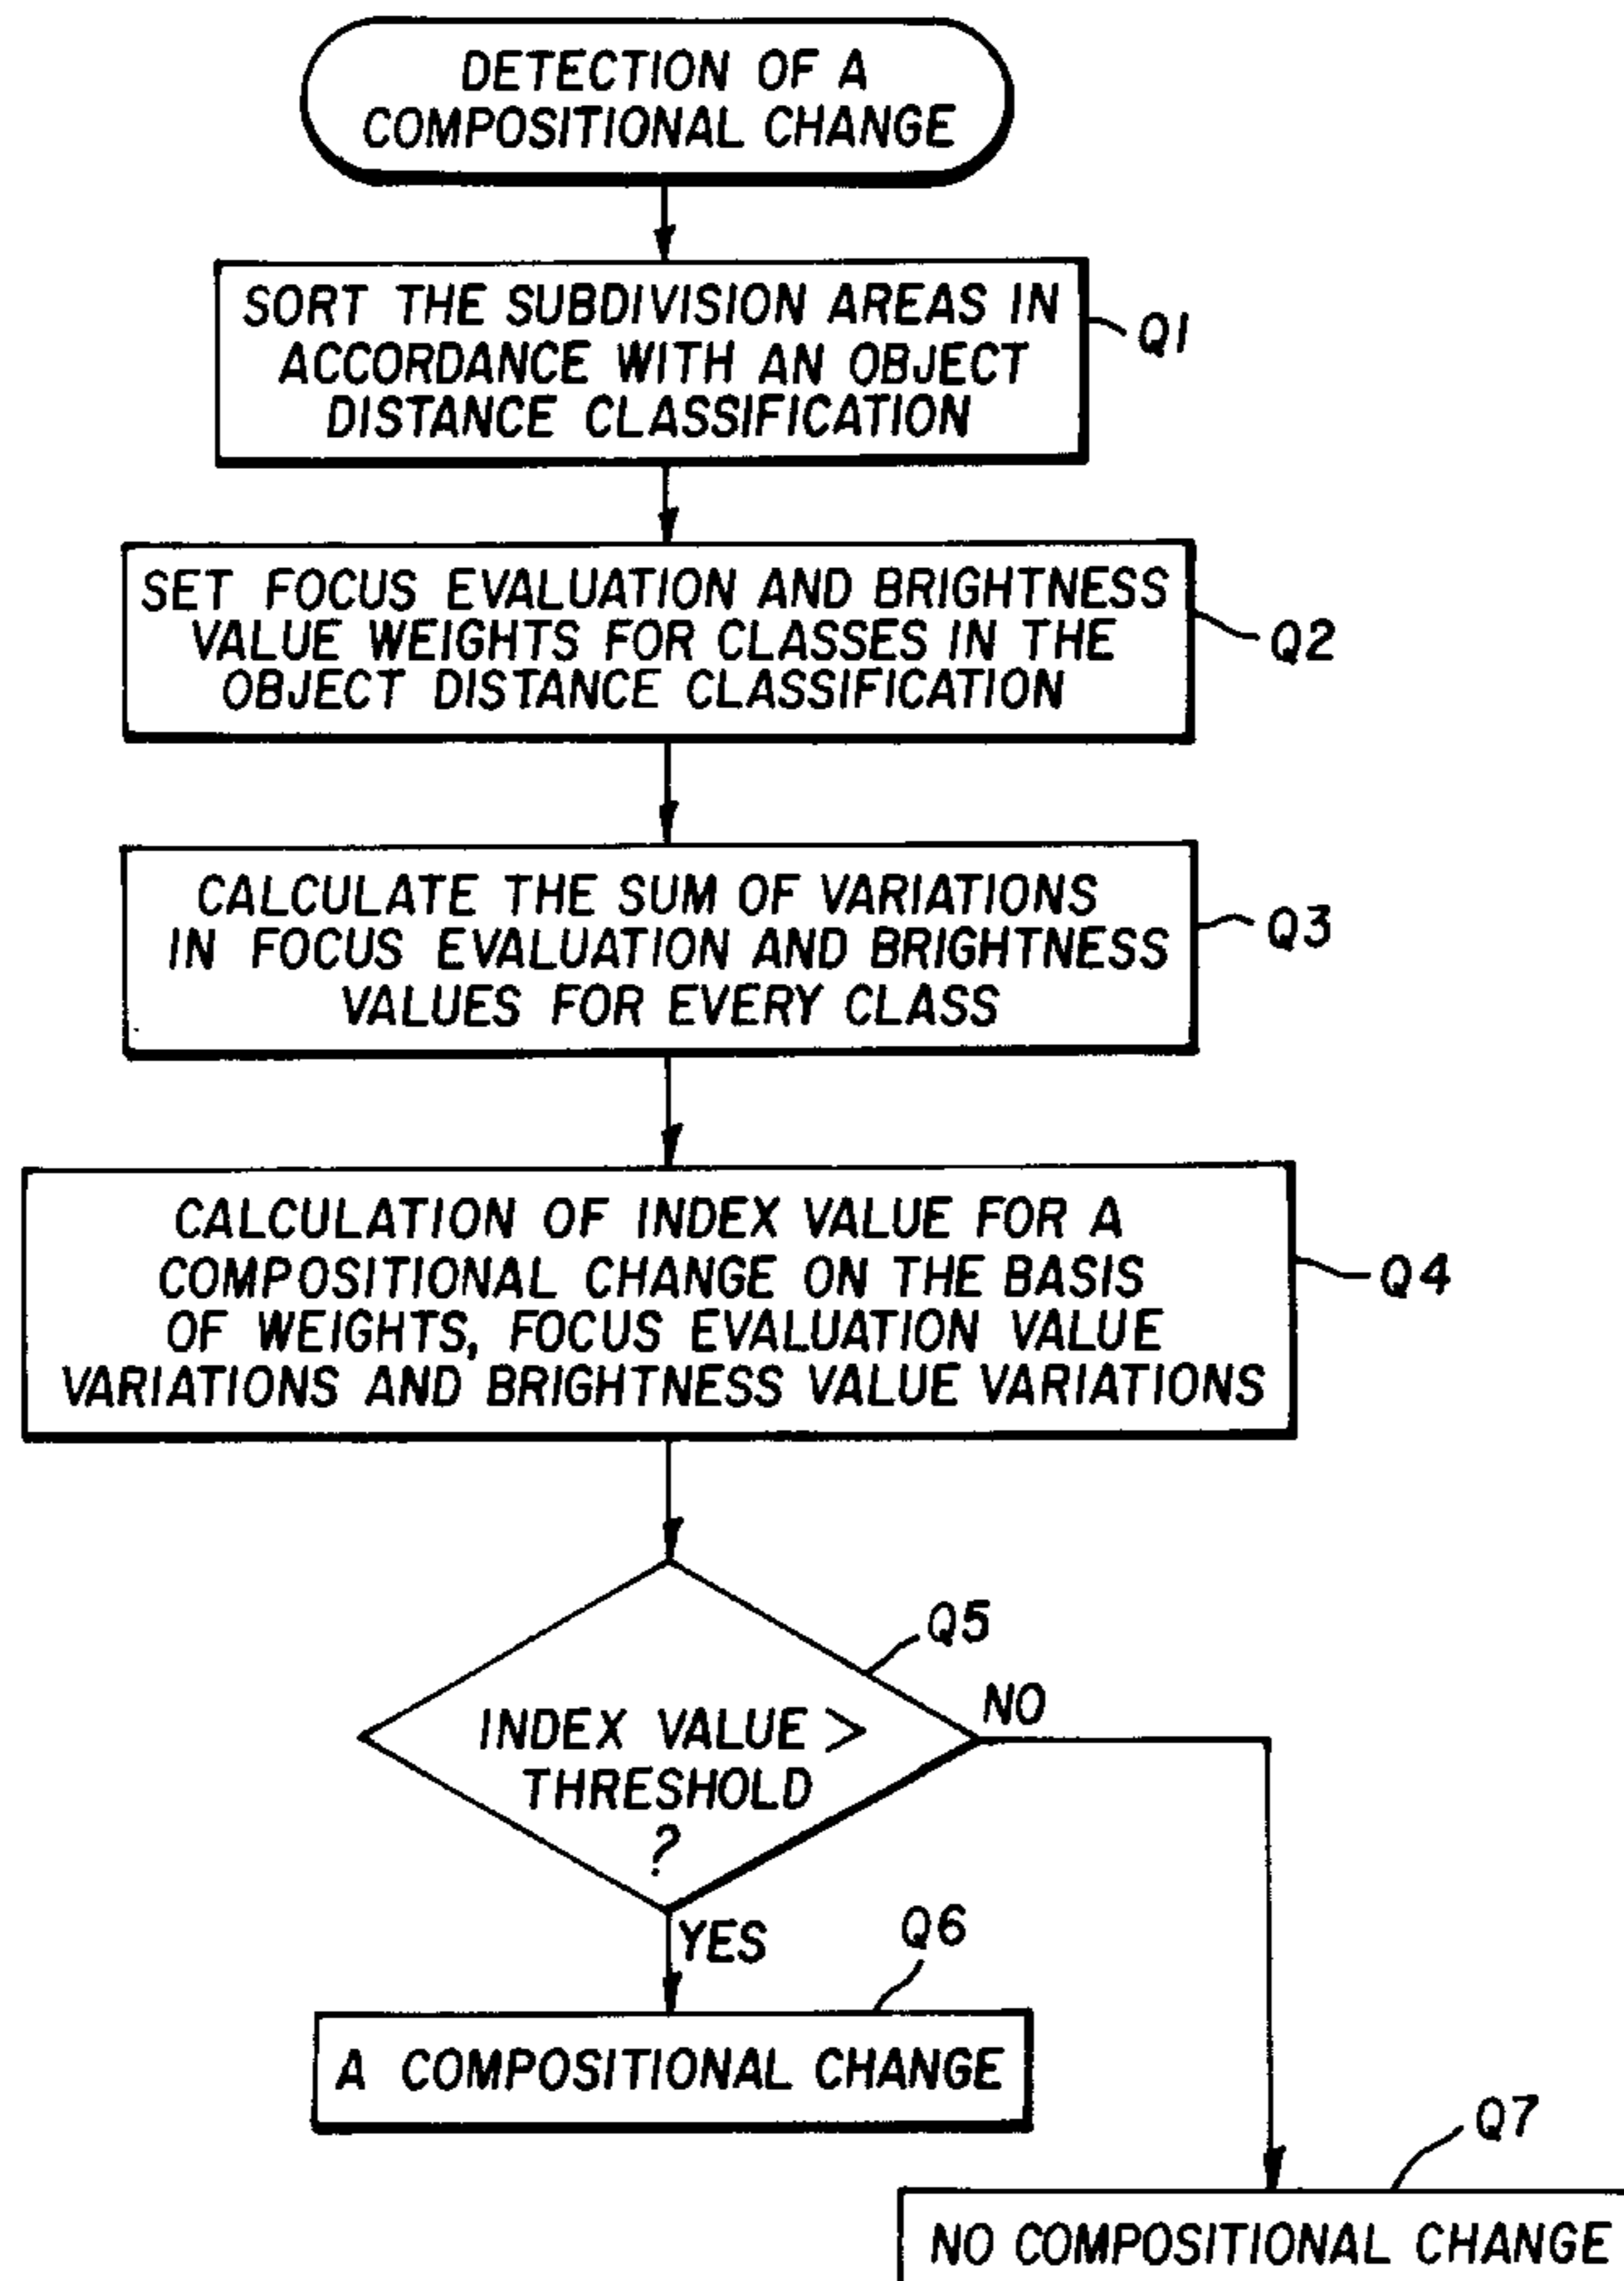 DETECTION OF A
COMPOSITIONAL CHANGE
SORT THE SUBDIVISION AREAS IN
ACCORDANCE WITH AN OBJECT
DISTANCE CLASSIFICATION
Q1
SET FOCUS EVALUATION AND BRIGHTNESS
VALUE WEIGHTS FOR CLASSES IN THE
OBJECT DISTANCE CLASSIFICATION
Q2
CALCULATE THE SUM OF VARIATIONS
IN FOCUS EVALUATION AND BRIGHTNESS
VALUES FOR EVERY CLASS
Q3
CALCULATION OF INDEX VALUE FOR A
COMPOSITIONAL CHANGE ON THE BASIS
OF WEIGHTS, FOCUS EVALUATION VALUE
VARIATIONS AND BRIGHTNESS VALUE VARIATIONS
Q4
Q5
INDEX VALUE >
THRESHOLD
?
NO
YES
Q6
A COMPOSITIONAL CHANGE
Q7
NO COMPOSITIONAL CHANGE